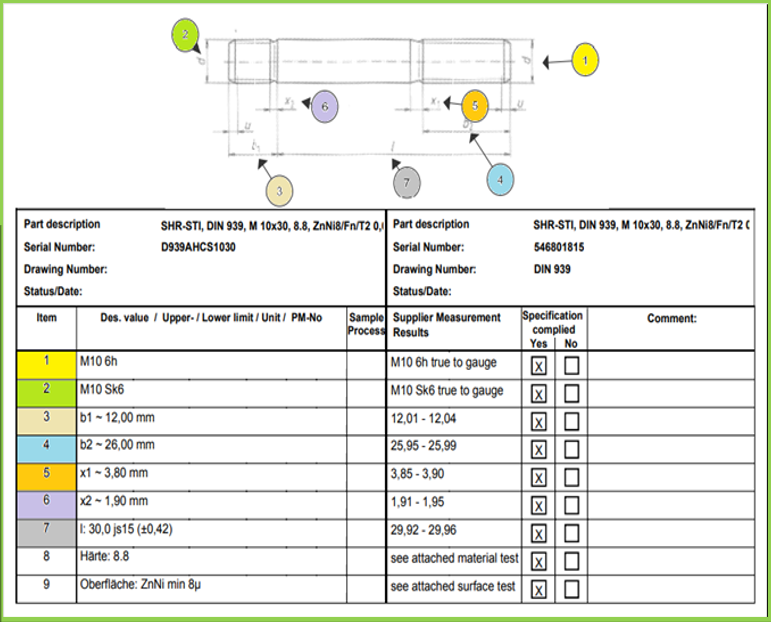 2
d
d
1
x2
6
x1
5
u
u
b1
l
b2
3
7
4
Part description SHR-STI, DIN 939, M 10x30, 8.8, ZnNi8/Fn/T2 0,
Serial Number: D939AHCS1030
Drawing Number:
Status/Date:
Part description SHR-STI, DIN 939, M 10x30, 8.8, ZnNi8/Fn/T2
Serial Number: 546801815
Drawing Number: DIN 939
Status/Date:
Item Des. value / Upper- / Lower limit / Unit / PM-No Sample Process Supplier Measurement Results Specification complied Yes No Comment:
1 M10 6h M10 6h true to gauge X
2 M10 Sk6 M10 Sk6 true to gauge X
3 b1 ~ 12,00 mm 12,01 - 12,04 X
4 b2 ~ 26,00 mm 25,95 - 25,99 X
5 x1 ~ 3,80 mm 3,85 - 3,90 X
6 x2 ~ 1,90 mm 1,91 - 1,95 X
7 l: 30,0 js15 (±0,42) 29,92 - 29,96 X
8 Härte: 8.8 see attached material test X
9 Oberfläche: ZnNi min 8µ see attached surface test X